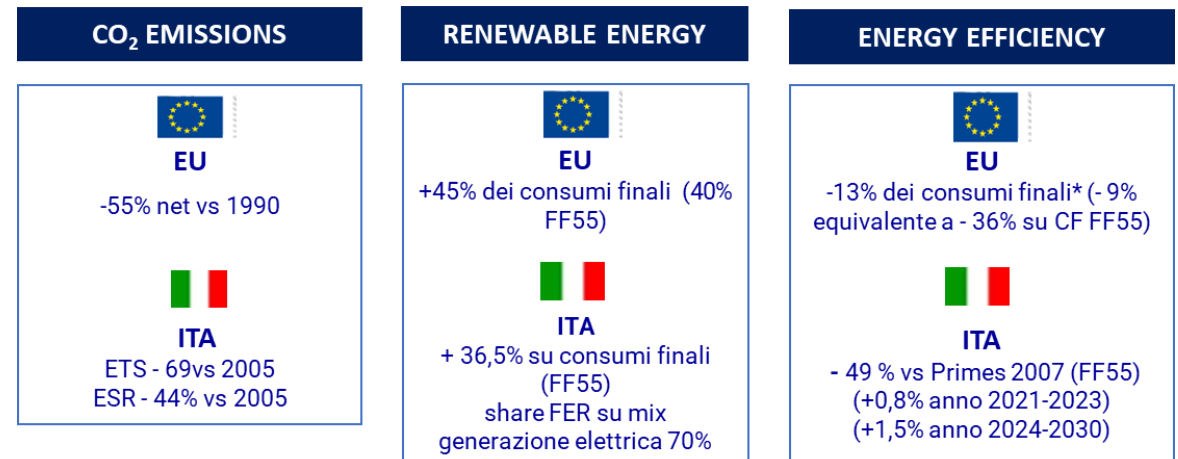 CO₂ EMISSIONS
EU
-55% net vs 1990
ITA
ETS - 69vs 2005
ESR - 44% vs 2005
RENEWABLE ENERGY
EU
+45% dei consumi finali (40%
FF55)
ITA
+ 36,5% su consumi finali
(FF55)
share FER su mix
generazione elettrica 70%
ENERGY EFFICIENCY
EU
-13% dei consumi finali* (- 9%
equivalente a - 36% su CF FF55)
ITA
- 49 % vs Primes 2007 (FF55)
(+0,8% anno 2021-2023)
(+1,5% anno 2024-2030)